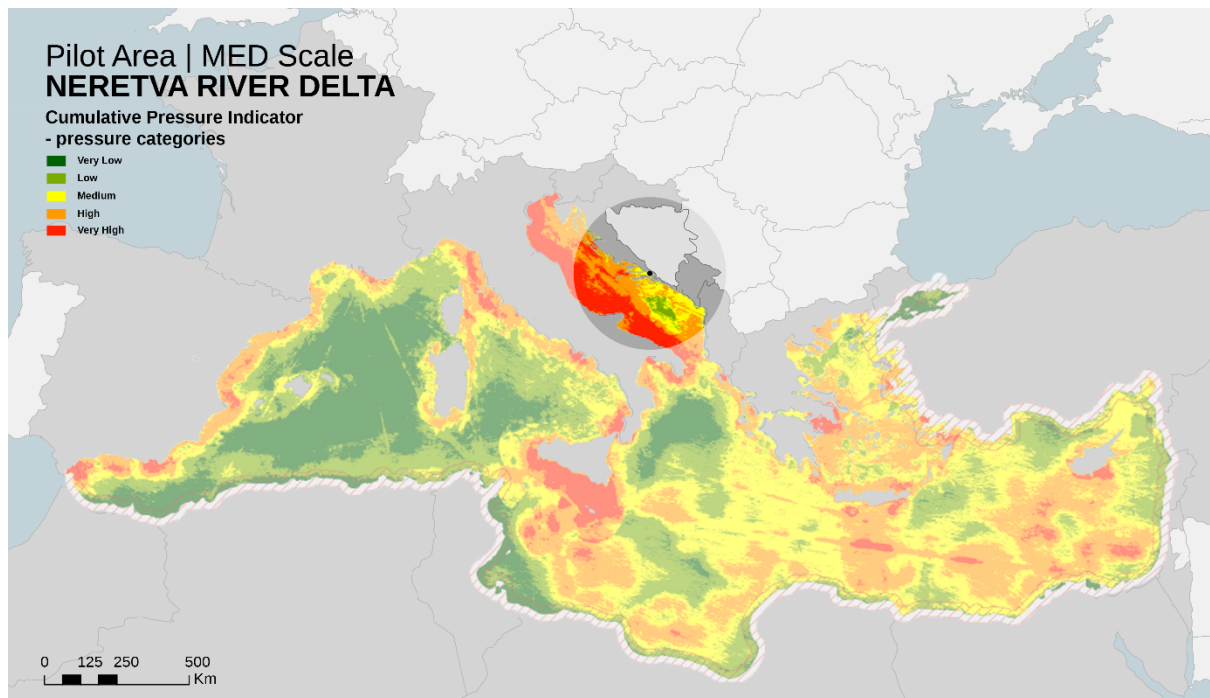 Pilot Area | MED Scale
NERETVA RIVER DELTA
Cumulative Pressure Indicator
- pressure categories
Very Low
Low
Medium
High
Very High
0 125 250 500
Km